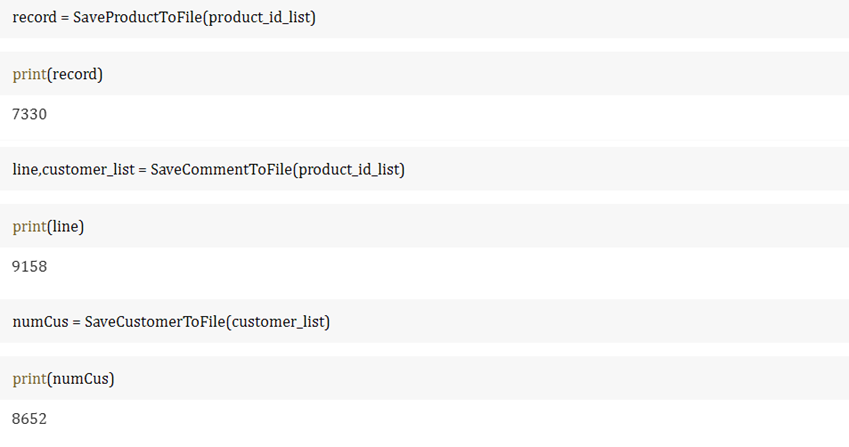 record = SaveProductToFile(product_id_list)
print(record)
7330
line,customer_list = SaveCommentToFile(product_id_list)
print(line)
9158
numCus = SaveCustomerToFile(customer_list)
print(numCus)
8652